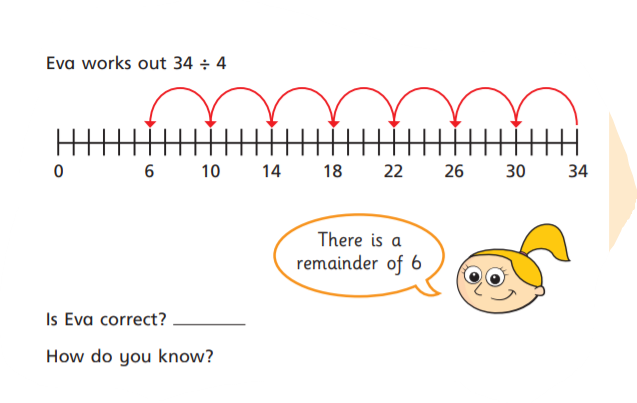 Eva works out 34 ÷ 4
0 6 10 14 18 22 26 30 34
There is a
remainder of 6
Is Eva correct? ________
How do you know?